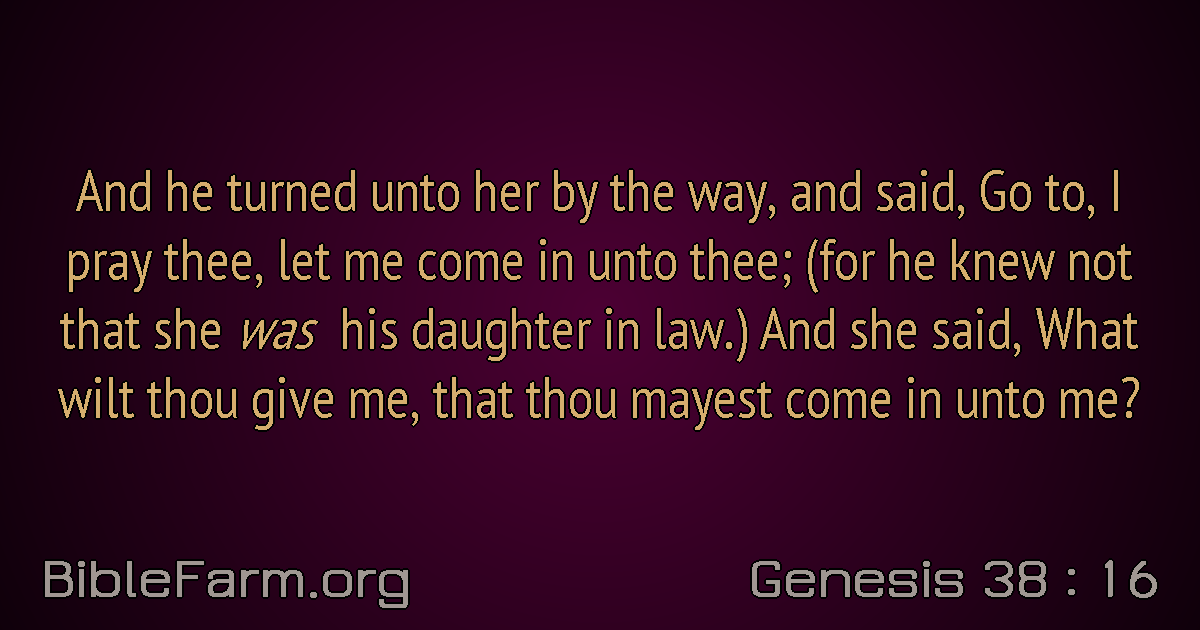 And he turned unto her by the way, and said, Go to, I
pray thee, let me come in unto thee; (for he knew not
that she was his daughter in law.) And she said, What
wilt thou give me, that thou mayest come in unto me?
BibleFarm.org
Genesis 38 : 16